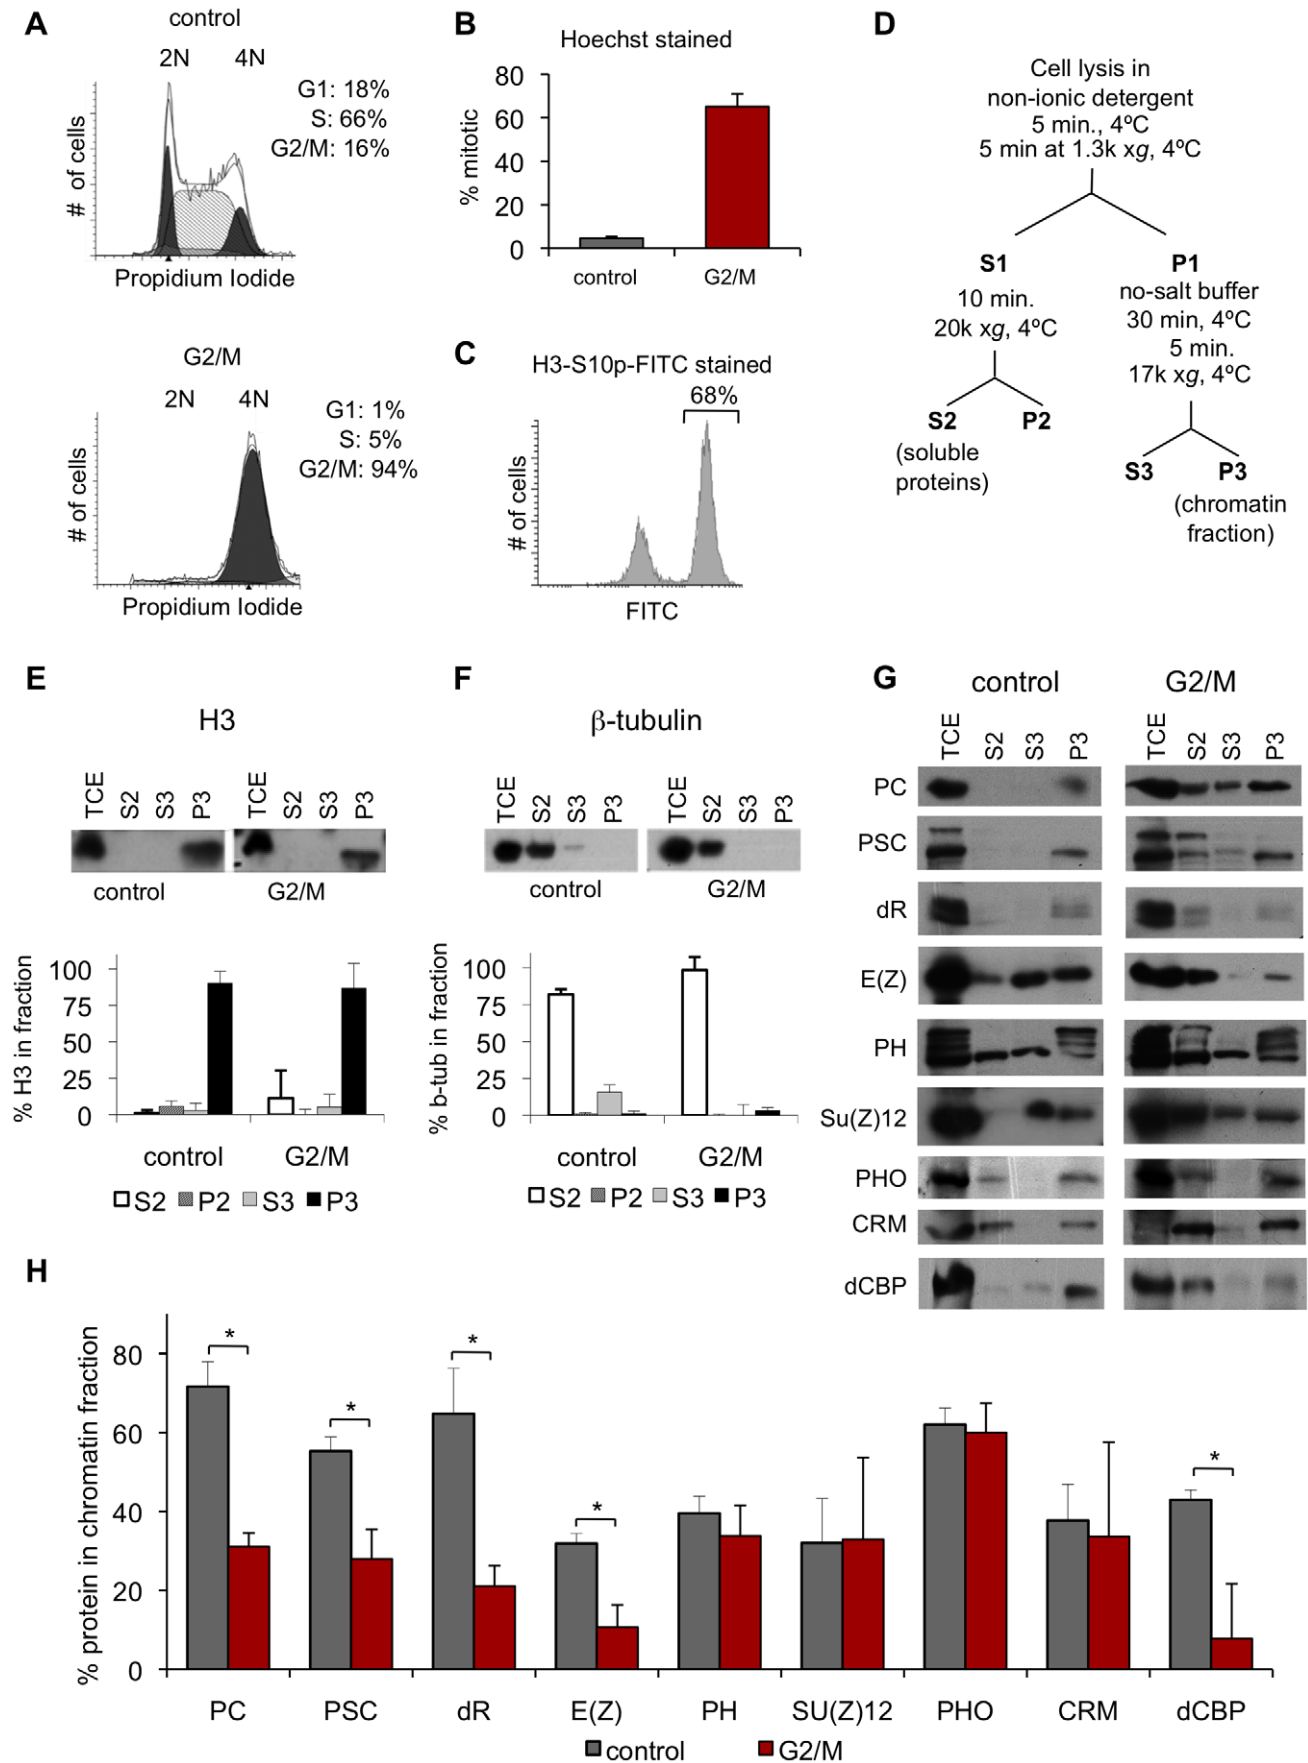 A
control
2N 4N
G1: 18%
S: 66%
G2/M: 16%
# of cells
Propidium Iodide
G2/M
2N 4N
G1: 1%
S: 5%
G2/M: 94%
# of cells
Propidium Iodide
B
Hoechst stained
% mitotic
80
60
40
20
0
control G2/M
C
H3-S10p-FITC stained
68%
# of cells
FITC
D
Cell lysis in
non-ionic detergent
5 min., 4ºC
5 min at 1.3k xg, 4ºC
S1 P1
10 min.
20k xg, 4ºC
no-salt buffer
30 min, 4ºC
5 min.
17k xg, 4ºC
S2 P2
(soluble
proteins)
S3 P3
(chromatin
fraction)
E
H3
TCE S2 S3 P3 TCE S2 S3 P3
control G2/M
% H3 in fraction
100
75
50
25
0
control G2/M
S2 P2 S3 P3
F
β-tubulin
TCE S2 S3 P3 TCE S2 S3 P3
control G2/M
% b-tub in fraction
100
75
50
25
0
control G2/M
S2 P2 S3 P3
G
control G2/M
TCE S2 S3 P3 TCE S2 S3 P3
PC
PSC
dR
E(Z)
PH
Su(Z)12
PHO
CRM
dCBP
H
% protein in chromatin fraction
80
60
40
20
0
* * * * *
PC PSC dR E(Z) PH SU(Z)12 PHO CRM dCBP
control G2/M